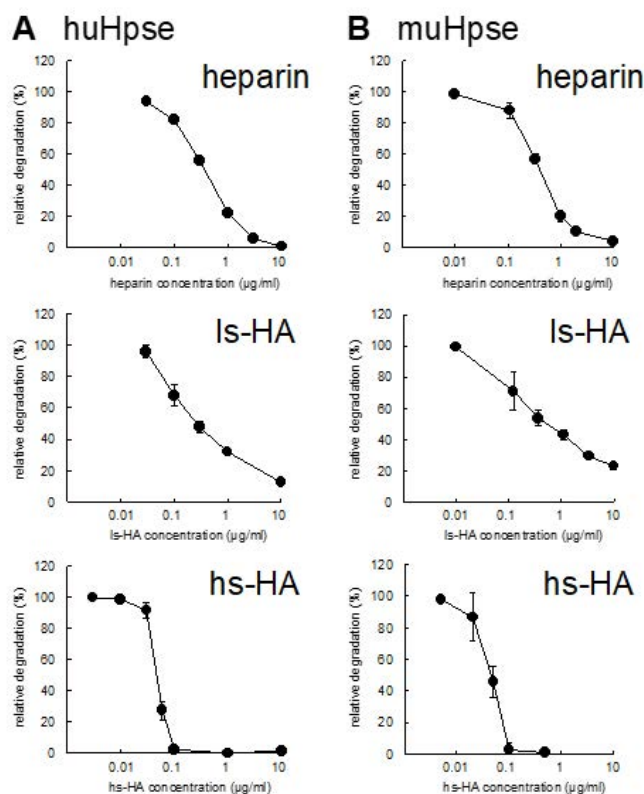 A huHpse
B muHpse
heparin
relative degradation (%)
120
100
80
60
40
20
0
0.01 0.1 1 10
heparin concentration (µg/ml)
heparin
relative degradation (%)
120
100
80
60
40
20
0
0.01 0.1 1 10
heparin concentration (µg/ml)
ls-HA
relative degradation (%)
120
100
80
60
40
20
0
0.01 0.1 1 10
ls-HA concentration (µg/ml)
ls-HA
relative degradation (%)
120
100
80
60
40
20
0
0.01 0.1 1 10
ls-HA concentration (µg/ml)
hs-HA
relative degradation (%)
120
100
80
60
40
20
0
0.01 0.1 1 10
hs-HA concentration (µg/ml)
hs-HA
relative degradation (%)
120
100
80
60
40
20
0
0.01 0.1 1 10
hs-HA concentration (µg/ml)